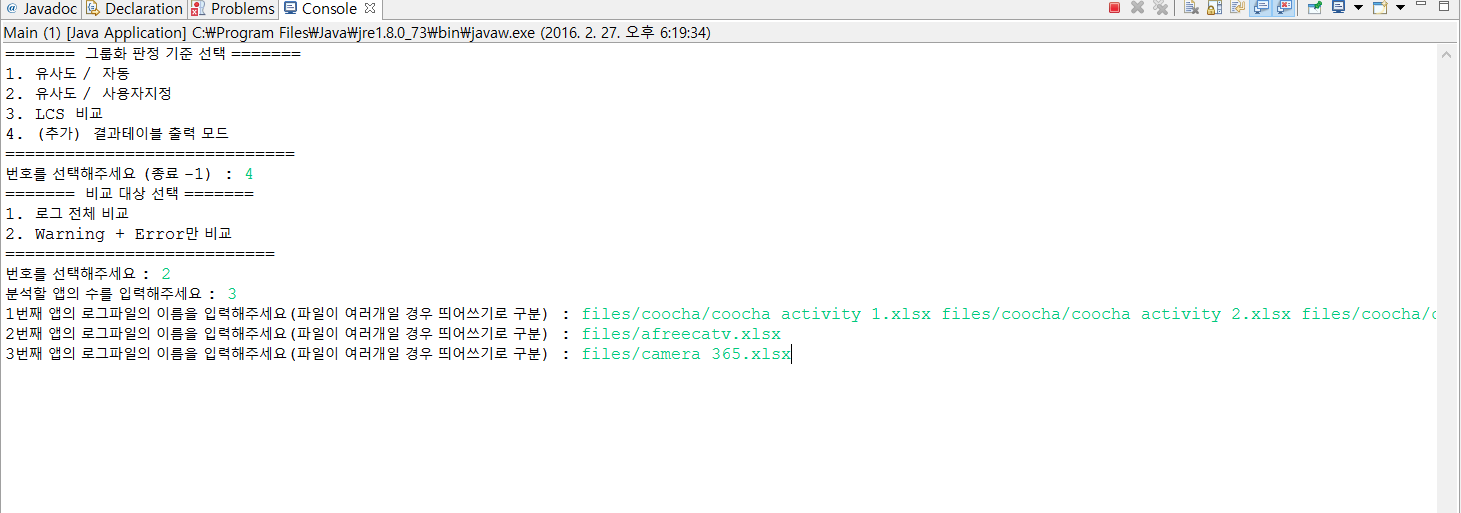 @ Javadoc Declaration Problems Console
Main (1) [Java Application] C:₩Program Files₩Java₩jre1.8.0_73₩bin₩javaw.exe (2016. 2. 27. 오후 6:19:34)
======= 그룹화 판정 기준 선택 =======
1. 유사도 / 자동
2. 유사도 / 사용자지정
3. LCS 비교
4. (추가) 결과테이블 출력 모드
=============================
번호를 선택해주세요 (종료 -1) : 4
======= 비교 대상 선택 =======
1. 로그 전체 비교
2. Warning + Error만 비교
===========================
번호를 선택해주세요 : 2
분석할 앱의 수를 입력해주세요 : 3
1번째 앱의 로그파일의 이름을 입력해주세요(파일이 여러개일 경우 띄어쓰기로 구분) : files/coocha/coocha activity 1.xlsx files/coocha/coocha activity 2.xlsx files/coocha/c
2번째 앱의 로그파일의 이름을 입력해주세요(파일이 여러개일 경우 띄어쓰기로 구분) : files/afreecatv.xlsx
3번째 앱의 로그파일의 이름을 입력해주세요(파일이 여러개일 경우 띄어쓰기로 구분) : files/camera 365.xlsx